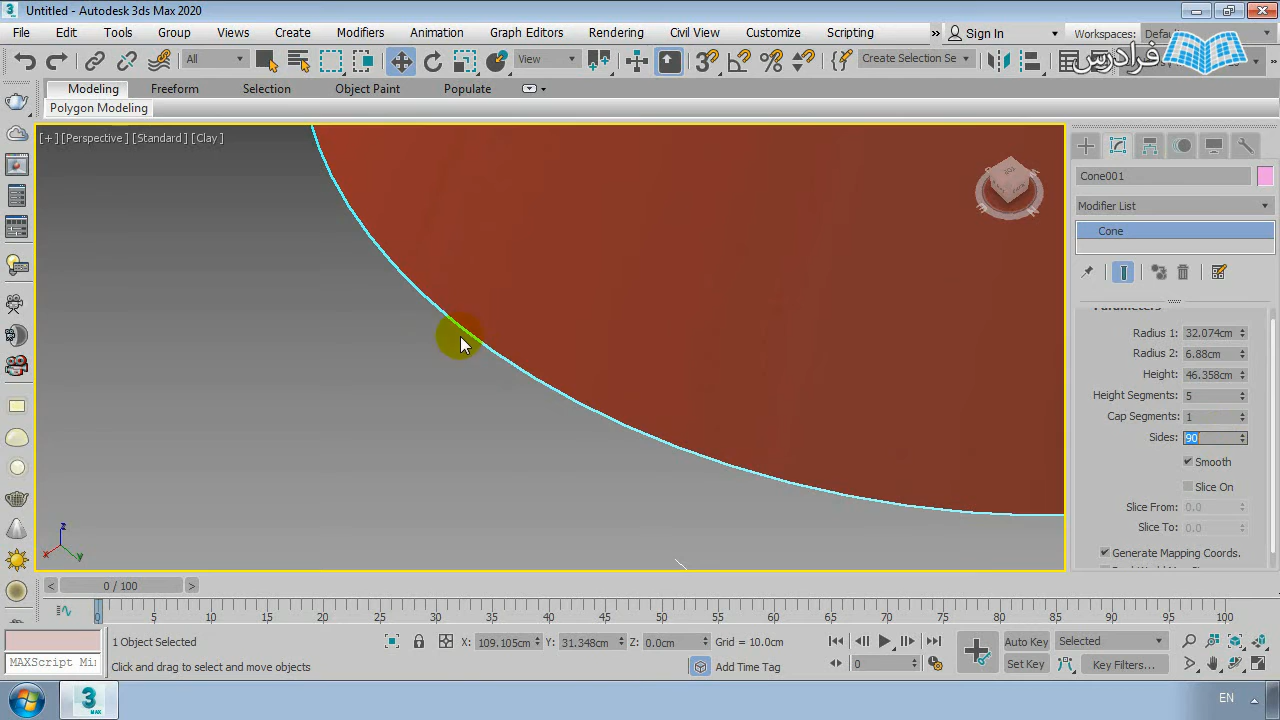 Untitled - Autodesk 3ds Max 2020
File Edit Tools Group Views Create Modifiers Animation Graph Editors Rendering Civil View Customize Scripting » Sign In Workspaces:
All View Create Selection Se
فرادرس
Modeling Freeform Selection Object Paint Populate
Polygon Modeling
[+] [Perspective] [Standard] [Clay]
Cone001
Modifier List
Cone
Parameters
Radius 1: 32.074cm
Radius 2: 6.88cm
Height: 46.358cm
Height Segments: 5
Cap Segments: 1
Sides: 90
Smooth
Slice On
Slice From: 0.0
Slice To: 0.0
Generate Mapping Coords.
z
x y
< 0 / 100 >
0 5 10 15 20 25 30 35 40 45 50 55 60 65 70 75 80 85 90 95 100
1 Object Selected X: 109.105cm Y: 31.348cm Z: 0.0cm Grid = 10.0cm Auto Key Selected
MAXScript Mi
Click and drag to select and move objects Add Time Tag 0 Set Key Key Filters...
3 MAX EN